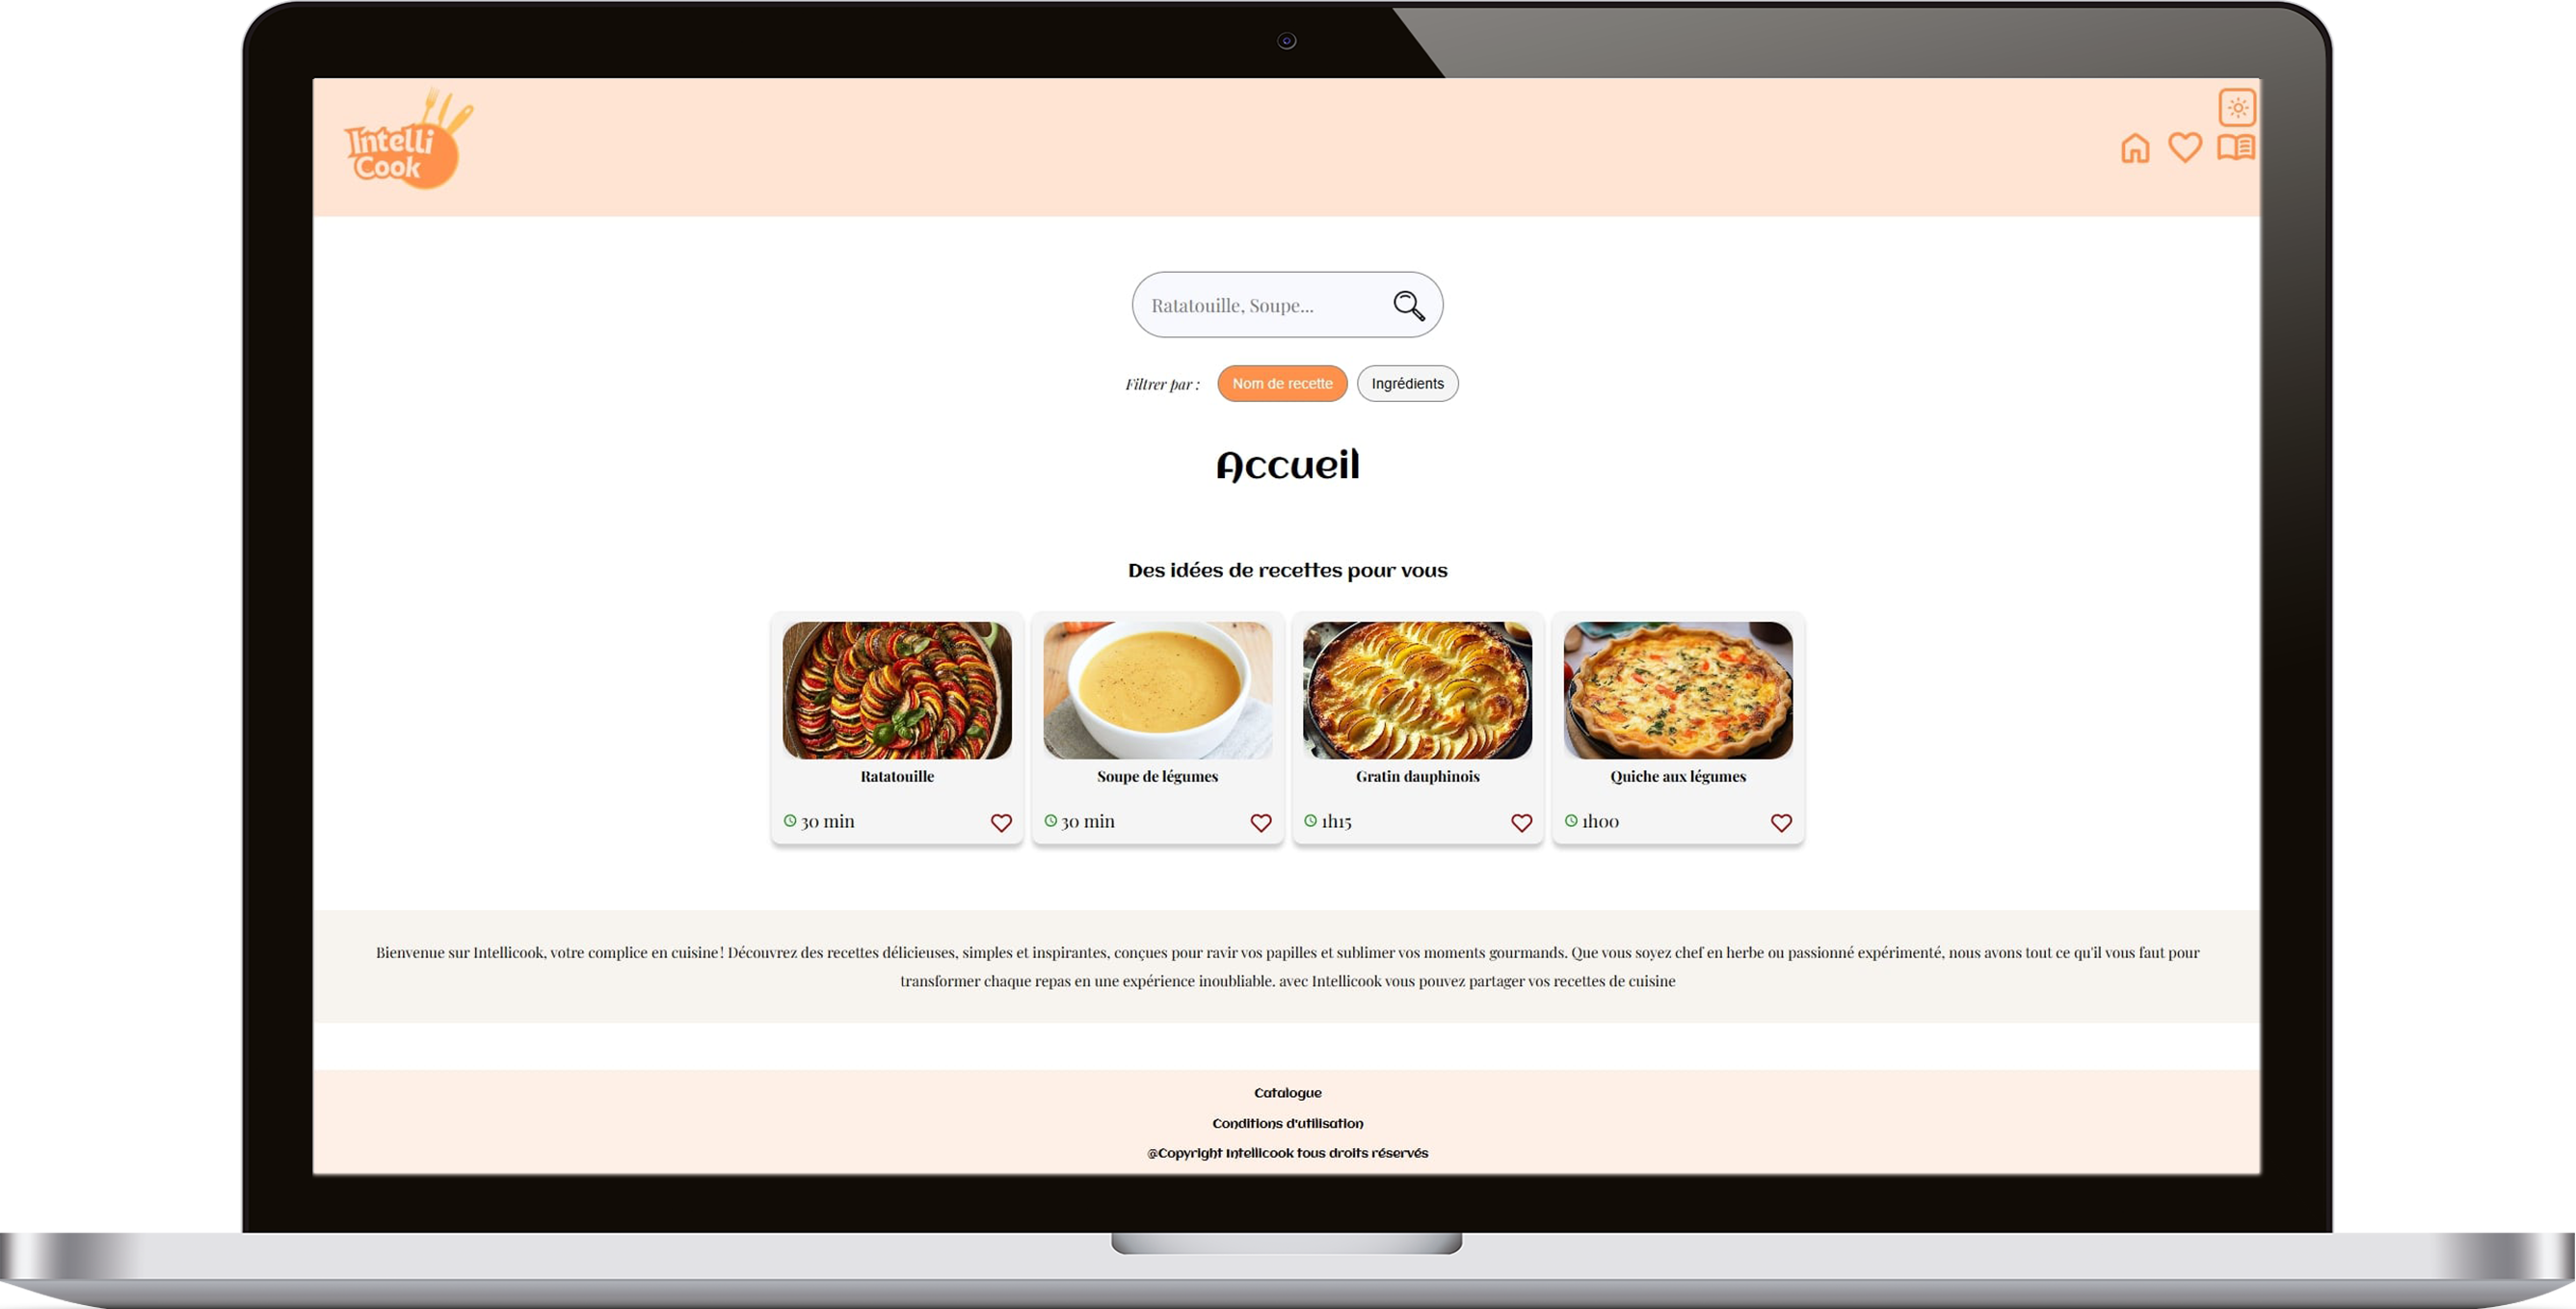 Intelli
Cook
Ratatouille, Soupe...
Filtrer par : Nom de recette Ingrédients
Accueil
Des idées de recettes pour vous
Ratatouille
30 min
Soupe de légumes
30 min
Gratin dauphinois
1h15
Quiche aux légumes
1h00
Bienvenue sur Intellicook, votre complice en cuisine! Découvrez des recettes délicieuses, simples et inspirantes, conçues pour ravir vos papilles et sublimer vos moments gourmands. Que vous soyez chef en herbe ou passionné expérimenté, nous avons tout ce qu'il vous faut pour
transformer chaque repas en une expérience inoubliable. avec Intellicook vous pouvez partager vos recettes de cuisine
Catalogue
Conditions d'utilisation
@Copyright Intellicook tous droits réservés